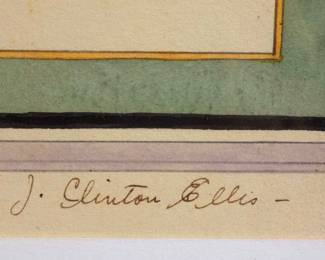 J. Clinton Ellis -